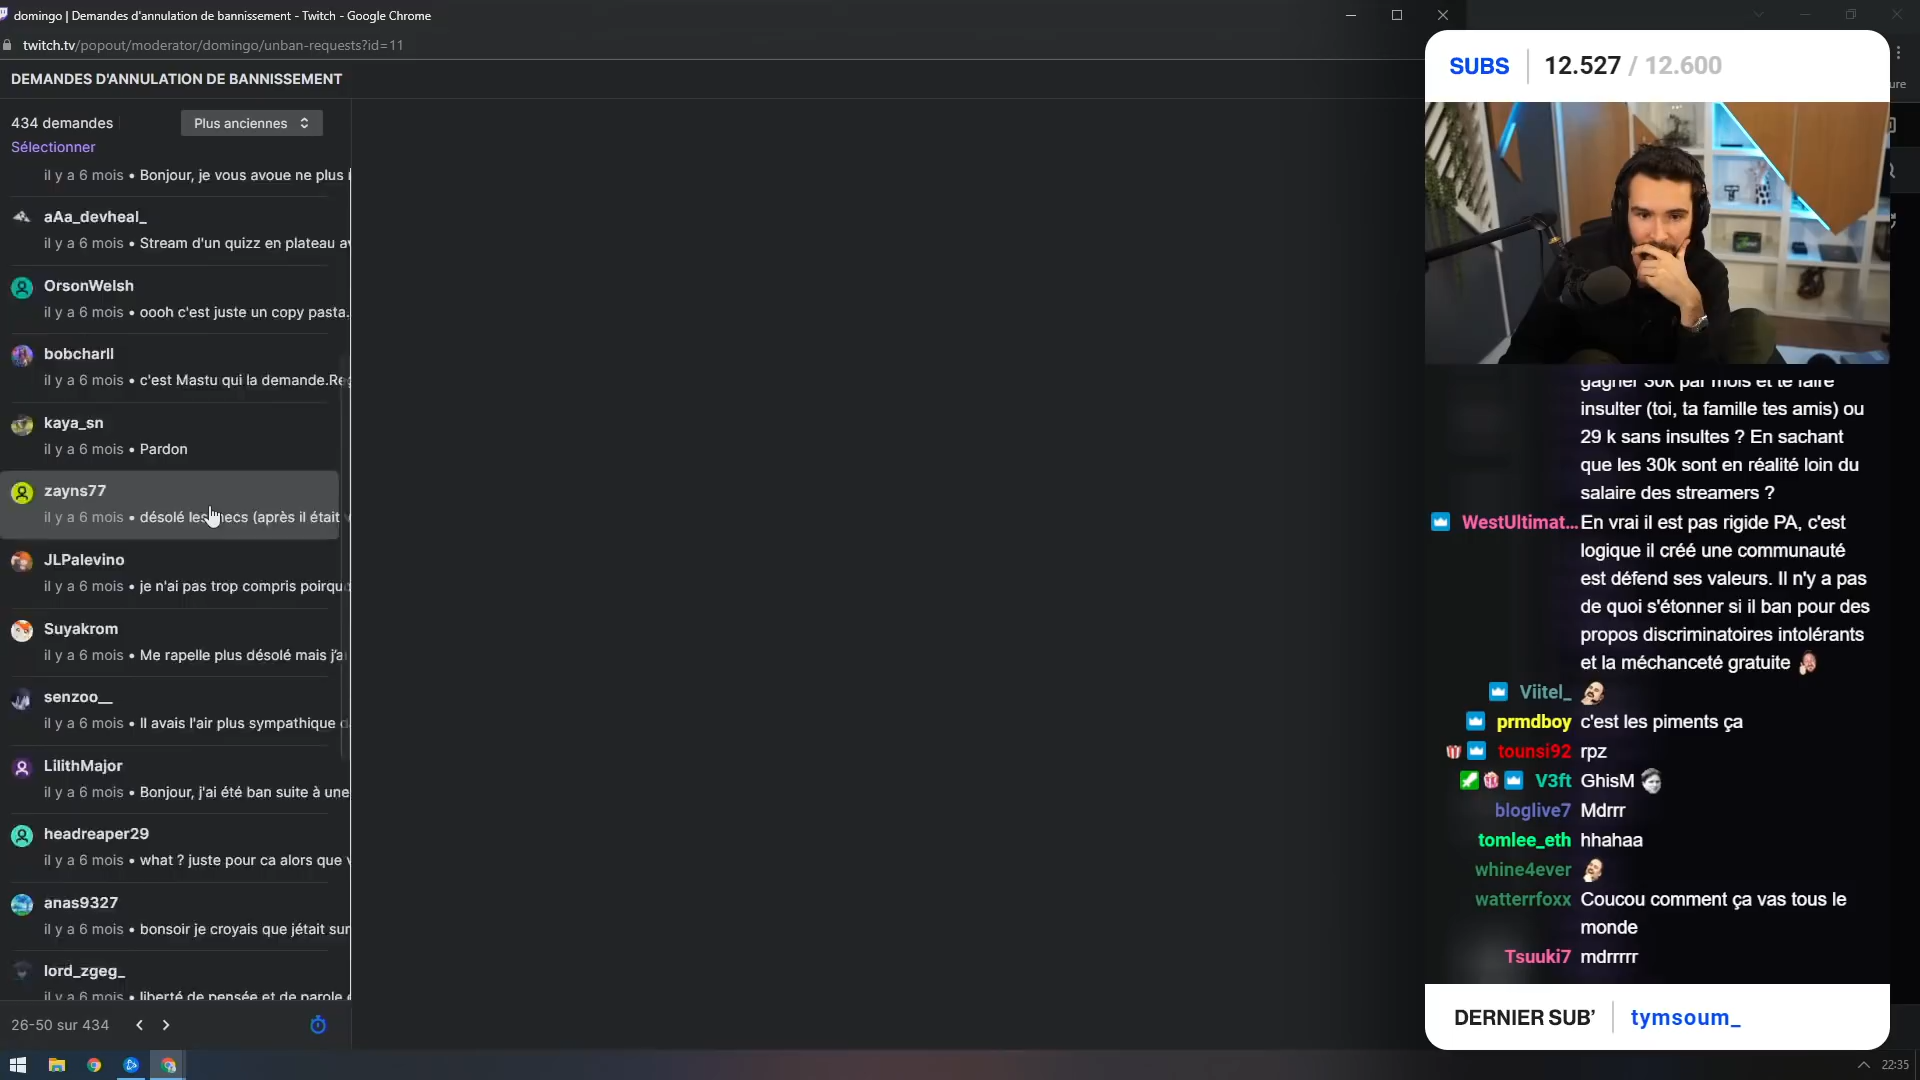 domingo | Demandes d'annulation de bannissement - Twitch - Google Chrome
twitch.tv/popout/moderator/domingo/unban-requests?id=11
DEMANDES D'ANNULATION DE BANNISSEMENT
434 demandes
Plus anciennes
Sélectionner
il y a 6 mois • Bonjour, je vous avoue ne plus
aAa_devheal_
il y a 6 mois • Stream d'un quizz en plateau
OrsonWelsh
il y a 6 mois • oooh c'est juste un copy pasta.
bobcharll
il y a 6 mois • c'est Mastu qui la demande.
kaya_sn
il y a 6 mois • Pardon
zayns77
il y a 6 mois • désolé les mecs (après il était
JLPalevino
il y a 6 mois • je n'ai pas trop compris poirqu
Suyakrom
il y a 6 mois • Me rapelle plus désolé mais j'a
senzoo__
il y a 6 mois • Il avais l'air plus sympathique
LilithMajor
il y a 6 mois • Bonjour, j'ai été ban suite à une
headreaper29
il y a 6 mois • what ? juste pour ca alors que
anas9327
il y a 6 mois • bonsoir je croyais que jétait sur
lord_zgeg_
il y a 6 mois • liberté de pensée et de parole
26-50 sur 434
SUBS 12.527 / 12.600
gagner 30k par mois et te faire
insulter (toi, ta famille tes amis) ou
29 k sans insultes ? En sachant
que les 30k sont en réalité loin du
salaire des streamers ?
WestUltimat... En vrai il est pas rigide PA, c'est
logique il créé une communauté
est défend ses valeurs. Il n'y a pas
de quoi s'étonner si il ban pour des
propos discriminatoires intolérants
et la méchanceté gratuite
Viitel_
prmdboy c'est les piments ça
tounsi92 rpz
V3ft GhisM
bloglive7 Mdrrr
tomlee_eth hhahaa
whine4ever
watterrfoxx Coucou comment ça vas tous le
monde
Tsuuki7 mdrrrrr
DERNIER SUB' tymsoum_
22:35